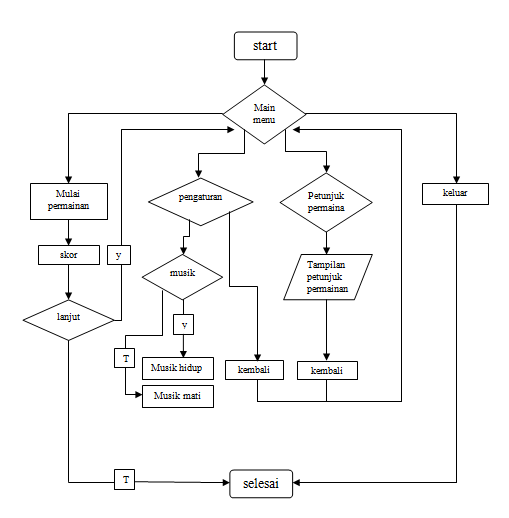 start
Main
menu
Mulai
permainan
pengaturan
Petunjuk
permaina
keluar
skor
y
musik
Tampilan
petunjuk
permainan
lanjut
y
T
Musik hidup
kembali
kembali
Musik mati
T
selesai